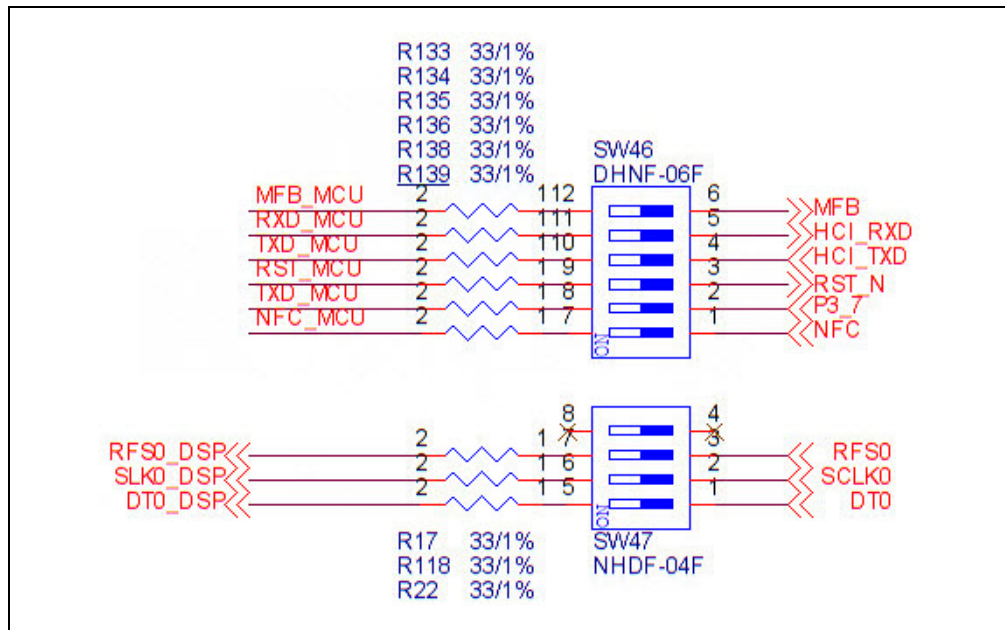 R133 33/1%
R134 33/1%
R135 33/1%
R136 33/1%
R138 33/1%
R139 33/1%
SW46
DHNF-06F
MFB_MCU 2 1 12 6 MFB
RXD_MCU 2 1 11 5 HCI_RXD
TXD_MCU 2 1 10 4 HCI_TXD
RST_MCU 2 1 9 3 RST_N
TXD_MCU 2 1 8 2 P3_7
NFC_MCU 2 1 7 1 NFC
ON
8 4
RFS0_DSP 2 1 7 3 RFS0
SLK0_DSP 2 1 6 2 SCLK0
DT0_DSP 2 1 5 1 DT0
ON
R17 33/1% SW47
R118 33/1% NHDF-04F
R22 33/1%